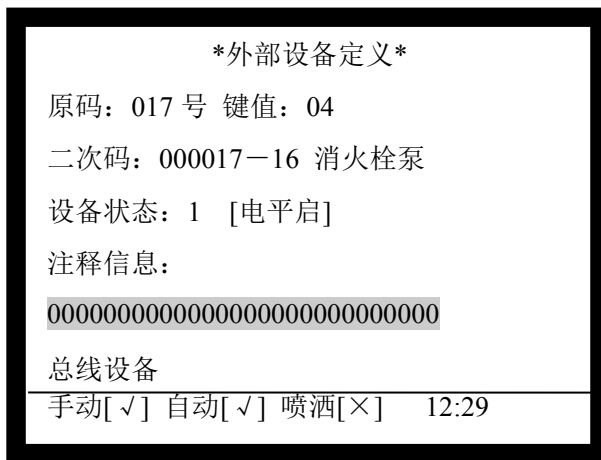 *外部设备定义*
原码：017 号 键值：04
二次码：000017－16 消火栓泵
设备状态：1 [电平启]
注释信息：
0000000000000000000000000000
总线设备
手动[√] 自动[√] 喷洒[×] 12:29